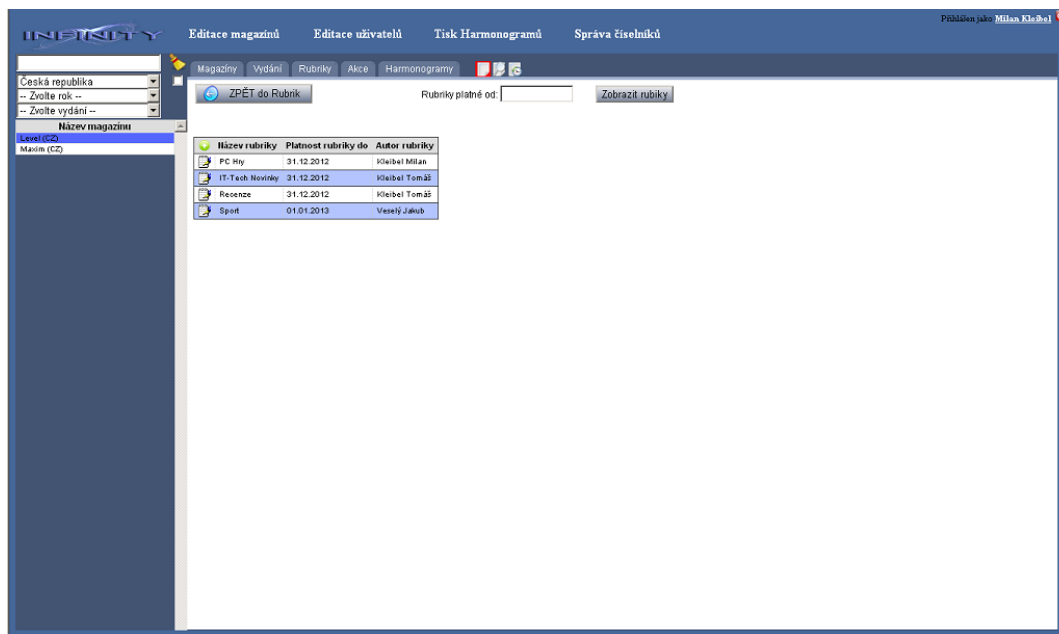 Přihlášen jako Milan Kleibel
INFINITY
Editace magazínů Editace uživatelů Tisk Harmonogramů Správa číselníků
Magazíny Vydání Rubriky Akce Harmonogramy
Česká republika
-- Zvolte rok --
-- Zvolte vydání --
Název magazínu
Level (CZ)
Maxim (CZ)
ZPĚT do Rubrik Rubriky platné od: Zobrazit rubiky
Název rubriky Platnost rubriky do Autor rubriky
PC Hry 31.12.2012 Kleibel Milan
IT-Tech Novinky 31.12.2012 Kleibel Tomáš
Recenze 31.12.2012 Kleibel Tomáš
Sport 01.01.2013 Veselý Jakub